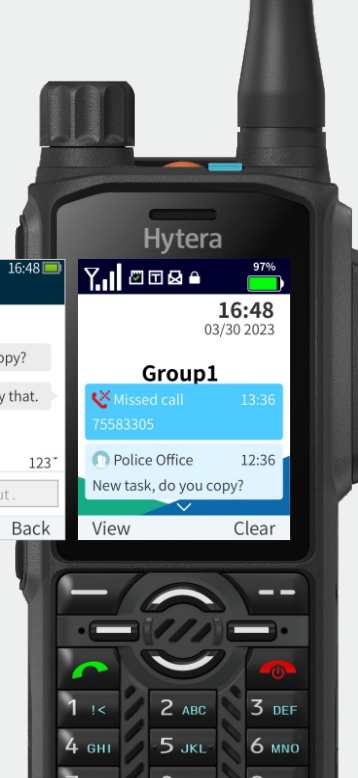 Hytera
16:48
opy?
y that.
123
ut .
Back
97%
16:48
03/30 2023
Group1
Missed call 13:36
75583305
Police Office 12:36
New task, do you copy?
View Clear
1 !<
2 ABC
3 DEF
4 GHI
5 JKL
6 MNO